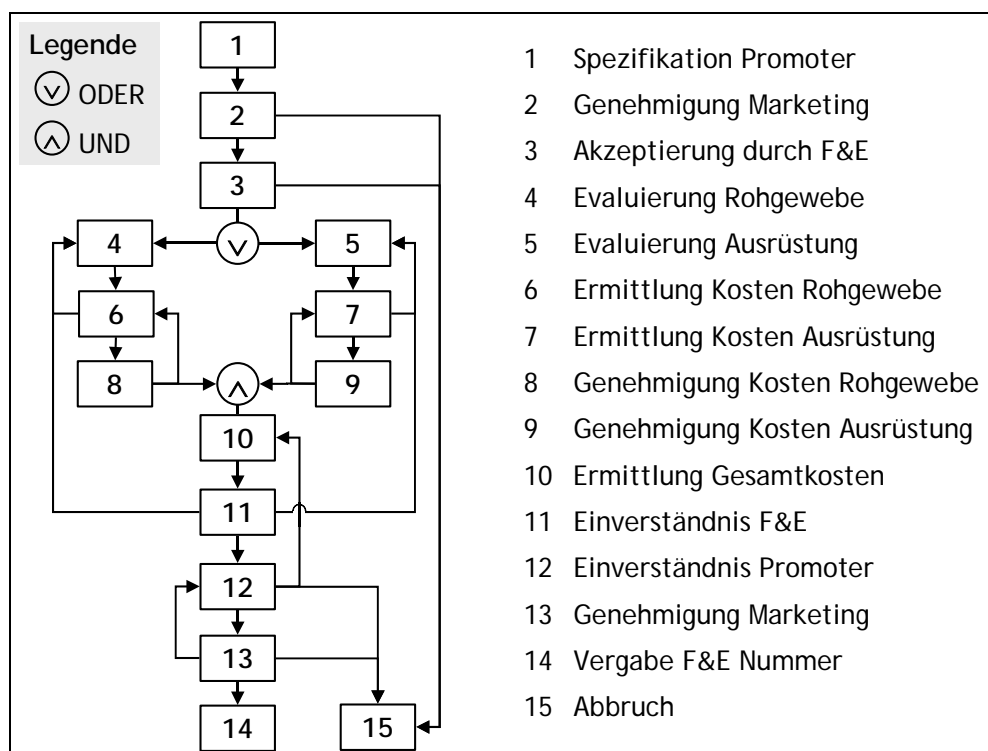 Legende
ODER
UND
1
2
3
4
5
6
7
8
9
10
11
12
13
14
15
1 Spezifikation Promoter
2 Genehmigung Marketing
3 Akzeptierung durch F&E
4 Evaluierung Rohgewebe
5 Evaluierung Ausrüstung
6 Ermittlung Kosten Rohgewebe
7 Ermittlung Kosten Ausrüstung
8 Genehmigung Kosten Rohgewebe
9 Genehmigung Kosten Ausrüstung
10 Ermittlung Gesamtkosten
11 Einverständnis F&E
12 Einverständnis Promoter
13 Genehmigung Marketing
14 Vergabe F&E Nummer
15 Abbruch